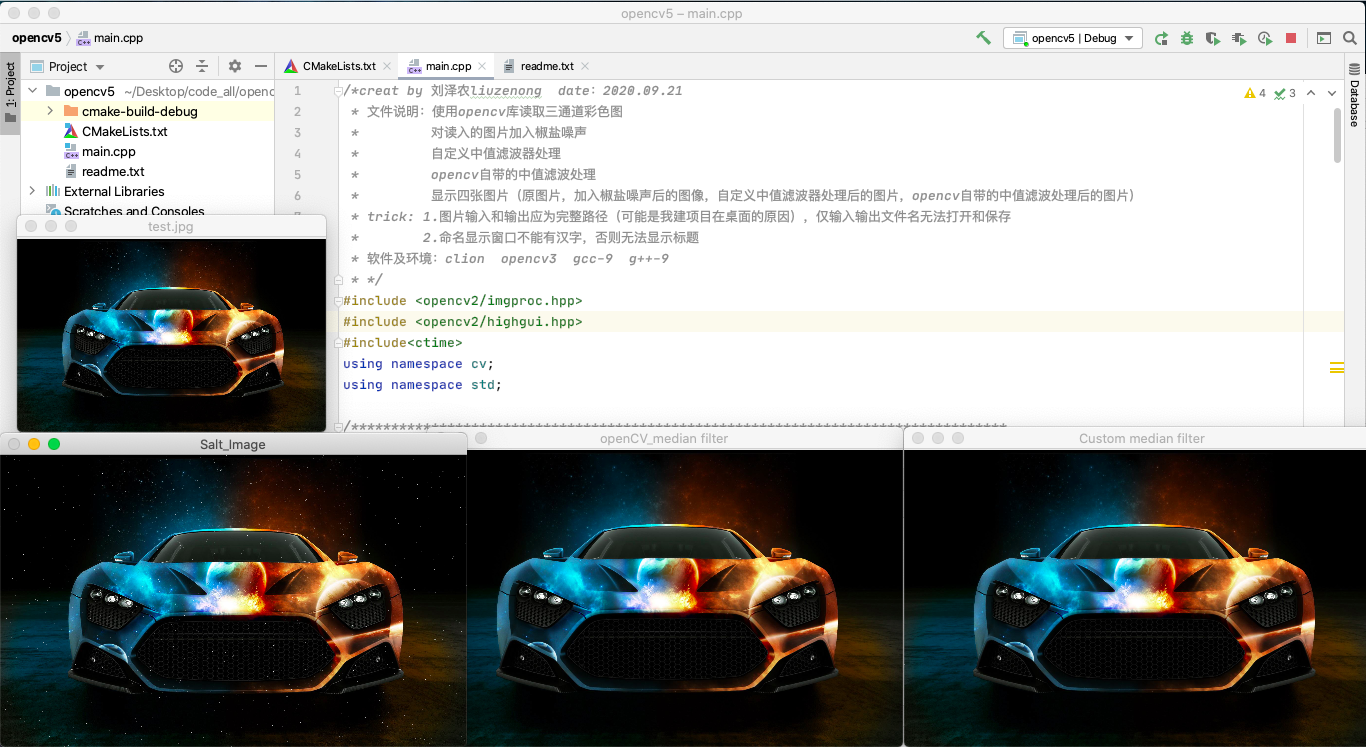 opencv5 – main.cpp
opencv5 main.cpp
opencv5 | Debug
1: Project
Project
CMakeLists.txt
main.cpp
readme.txt
opencv5 ~/Desktop/code_all/openc
cmake-build-debug
CMakeLists.txt
main.cpp
readme.txt
External Libraries
Scratches and Consoles
Database
4 3
1 /*creat by 刘泽农liuzenong date: 2020.09.21
2 * 文件说明: 使用opencv库读取三通道彩色图
3 * 对读入的图片加入椒盐噪声
4 * 自定义中值滤波器处理
5 * opencv自带的中值滤波处理
6 * 显示四张图片（原图片，加入椒盐噪声后的图像，自定义中值滤波器处理后的图片，opencv自带的中值滤波处理后的图片）
* trick: 1.图片输入和输出应为完整路径（可能是我建项目在桌面的原因），仅输入输出文件名无法打开和保存
* 2.命名显示窗口不能有汉字，否则无法显示标题
* 软件及环境: clion opencv3 gcc-9 g++-9
* */
#include <opencv2/imgproc.hpp>
#include <opencv2/highgui.hpp>
#include<ctime>
using namespace cv;
using namespace std;
test.jpg
Salt_Image
openCV_median filter
Custom median filter